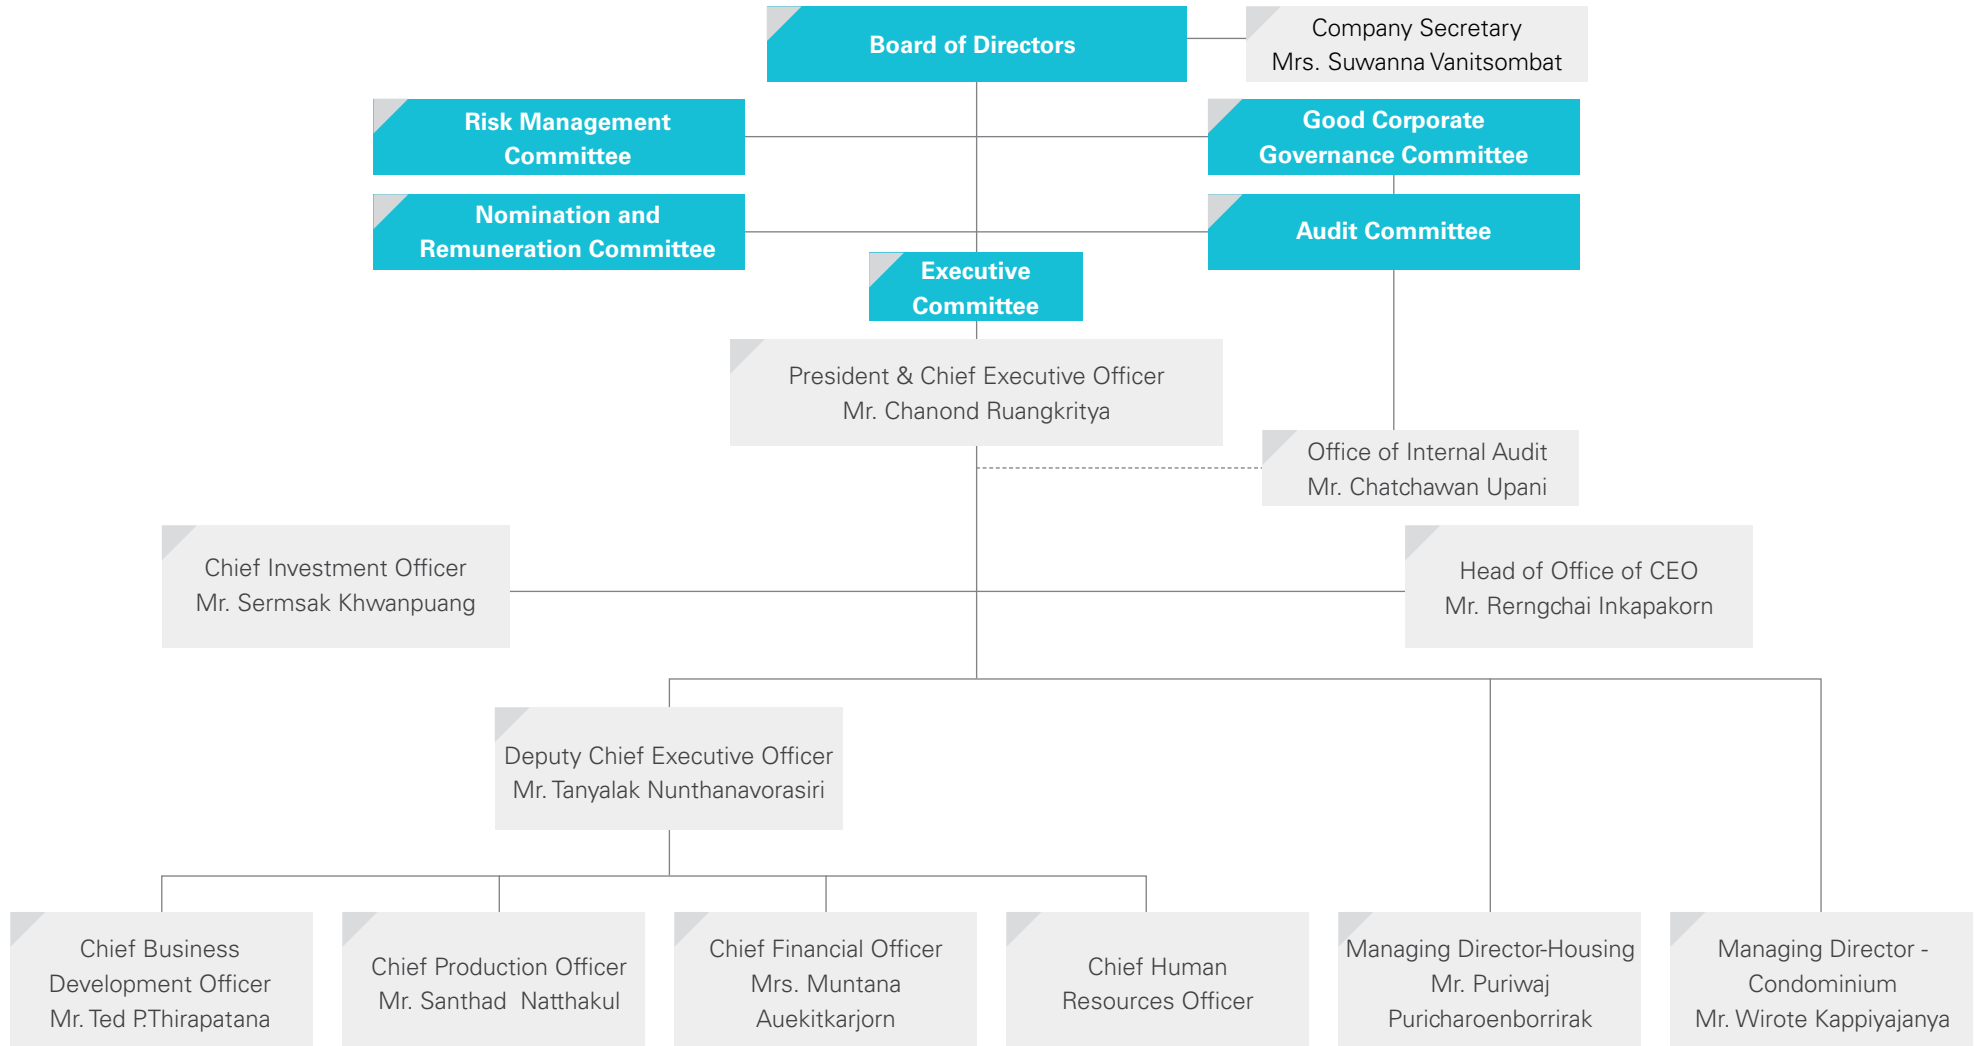 Board of Directors
Company Secretary
Mrs. Suwanna Vanitsombat
Risk Management
Committee
Good Corporate
Governance Committee
Nomination and
Remuneration Committee
Audit Committee
Executive
Committee
President & Chief Executive Officer
Mr. Chanond Ruangkritya
Office of Internal Audit
Mr. Chatchawan Upani
Chief Investment Officer
Mr. Sermsak Khwanpuang
Head of Office of CEO
Mr. Rerngchai Inkapakorn
Deputy Chief Executive Officer
Mr. Tanyalak Nunthanavorasiri
Chief Business
Development Officer
Mr. Ted P.Thirapatana
Chief Production Officer
Mr. Santhad  Natthakul
Chief Financial Officer
Mrs. Muntana
Auekitkarjorn
Chief Human
Resources Officer
Managing Director-Housing
Mr. Puriwaj
Puricharoenborrirak
Managing Director -
Condominium
Mr. Wirote Kappiyajanya